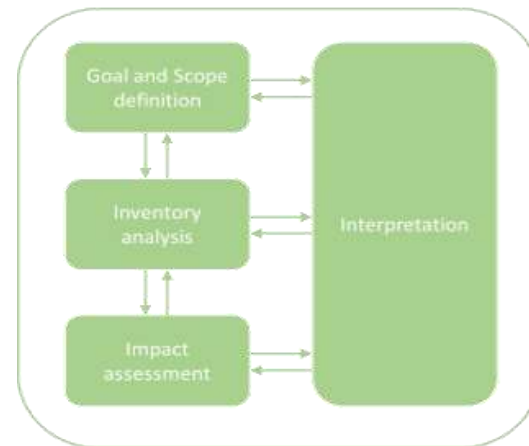 Goal and Scope
definition
Inventory
analysis
Interpretation
Impact
assessment